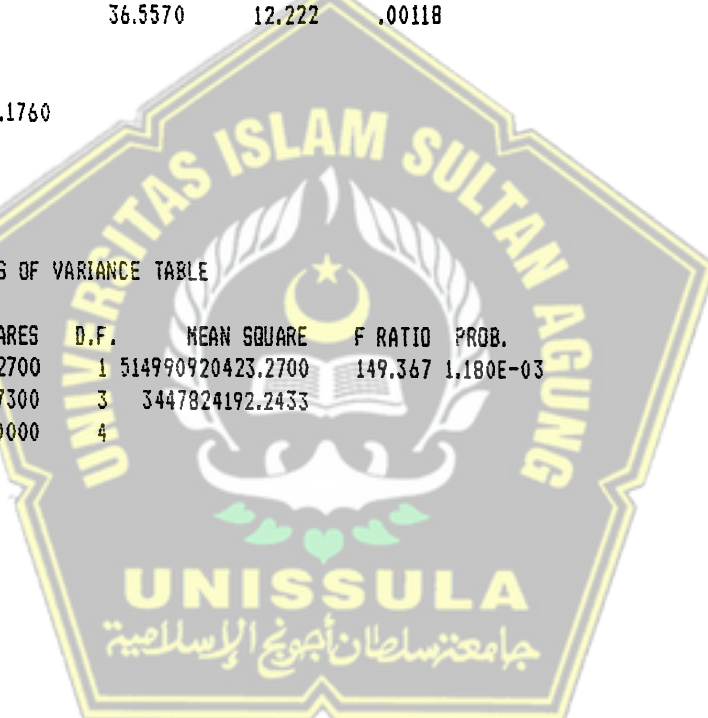 36.5570 12.222 .00118
.1760
S OF VARIANCE TABLE
ARES D.F. MEAN SQUARE F RATIO PROB.
2700 1 514990920423.2700 149.367 1.180E-03
7300 3 3447824192.2433
0000 4
UNIVERSITAS ISLAM SULTAN AGUNG
UNISSULA
جامعة سلطان أجونج الإسلامية